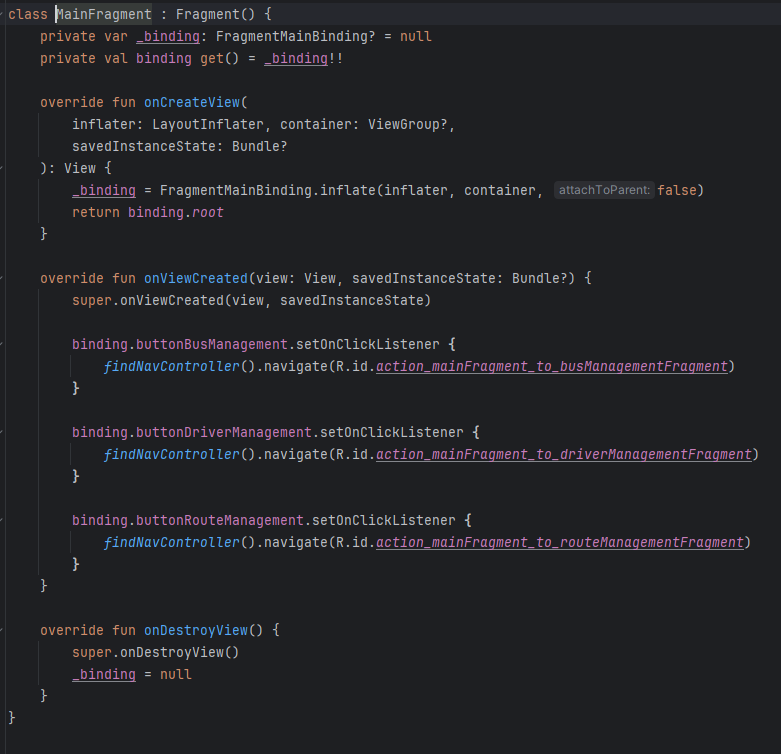 class MainFragment : Fragment() {
    private var _binding: FragmentMainBinding? = null
    private val binding get() = _binding!!

    override fun onCreateView(
        inflater: LayoutInflater, container: ViewGroup?,
        savedInstanceState: Bundle?
    ): View {
        _binding = FragmentMainBinding.inflate(inflater, container, attachToParent: false)
        return binding.root
    }

    override fun onViewCreated(view: View, savedInstanceState: Bundle?) {
        super.onViewCreated(view, savedInstanceState)

        binding.buttonBusManagement.setOnClickListener {
            findNavController().navigate(R.id.action_mainFragment_to_busManagementFragment)
        }

        binding.buttonDriverManagement.setOnClickListener {
            findNavController().navigate(R.id.action_mainFragment_to_driverManagementFragment)
        }

        binding.buttonRouteManagement.setOnClickListener {
            findNavController().navigate(R.id.action_mainFragment_to_routeManagementFragment)
        }
    }

    override fun onDestroyView() {
        super.onDestroyView()
        _binding = null
    }
}